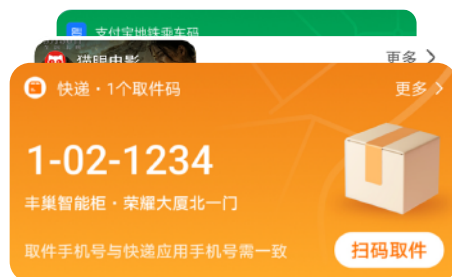 支付宝地铁乘车码
猫眼电影
更多
快递·1个取件码
更多
1-02-1234
丰巢智能柜·荣耀大厦北一门
取件手机号与快递应用手机号需一致
扫码取件